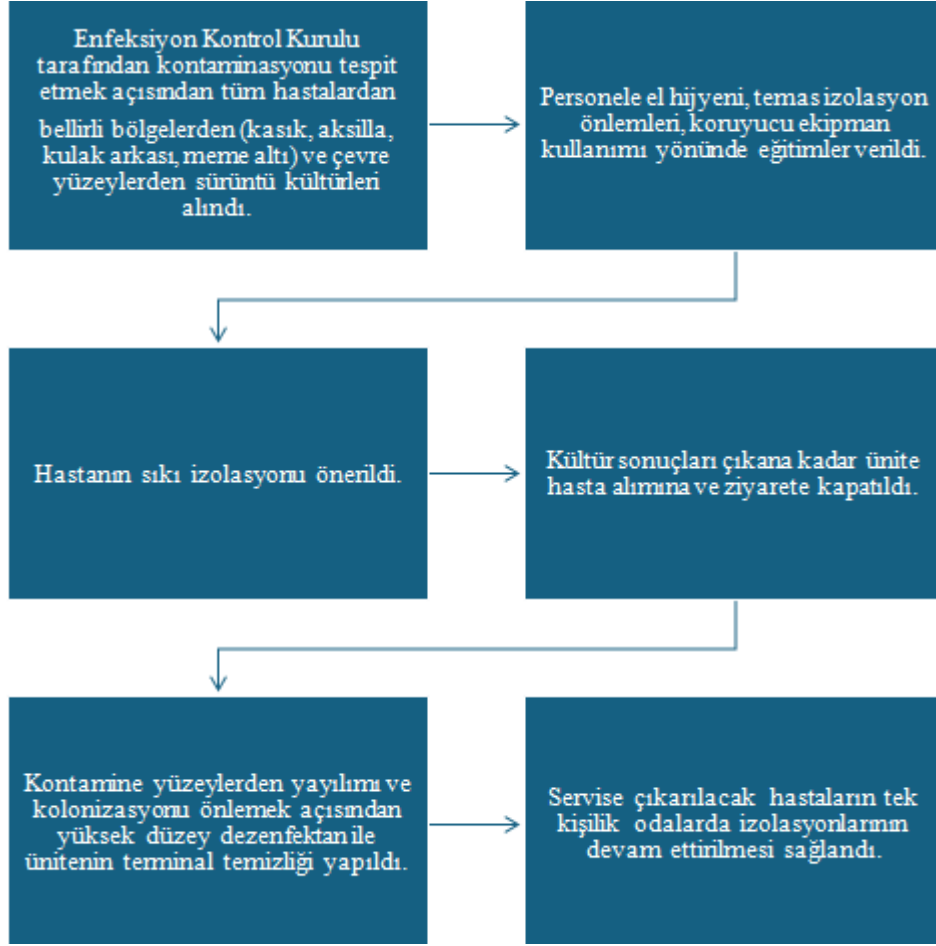 Enfeksiyon Kontrol Kurulu
tarafından kontaminasyonu tespit
etmek açısından tüm hastalardan
bellirli bölgelerden (kasık, aksilla,
kulak arkası, meme altı) ve çevre
yüzeylerden sürüntü kültürleri
alındı.
Personele el hijyeni, temas izolasyon
önlemleri, koruyucu ekipman
kullanımı yönünde eğitimler verildi.
Hastanın sıkı izolasyonu önerildi.
Kültür sonuçları çıkana kadar ünite
hasta alımına ve ziyarete kapatıldı.
Kontamine yüzeylerden yayılımı ve
kolonizasyonu önlemek açısından
yüksek düzey dezenfektan ile
ünitenin terminal temizliği yapıldı.
Servise çıkarılacak hastaların tek
kişilik odalarda izolasyonlarının
devam ettirilmesi sağlandı.